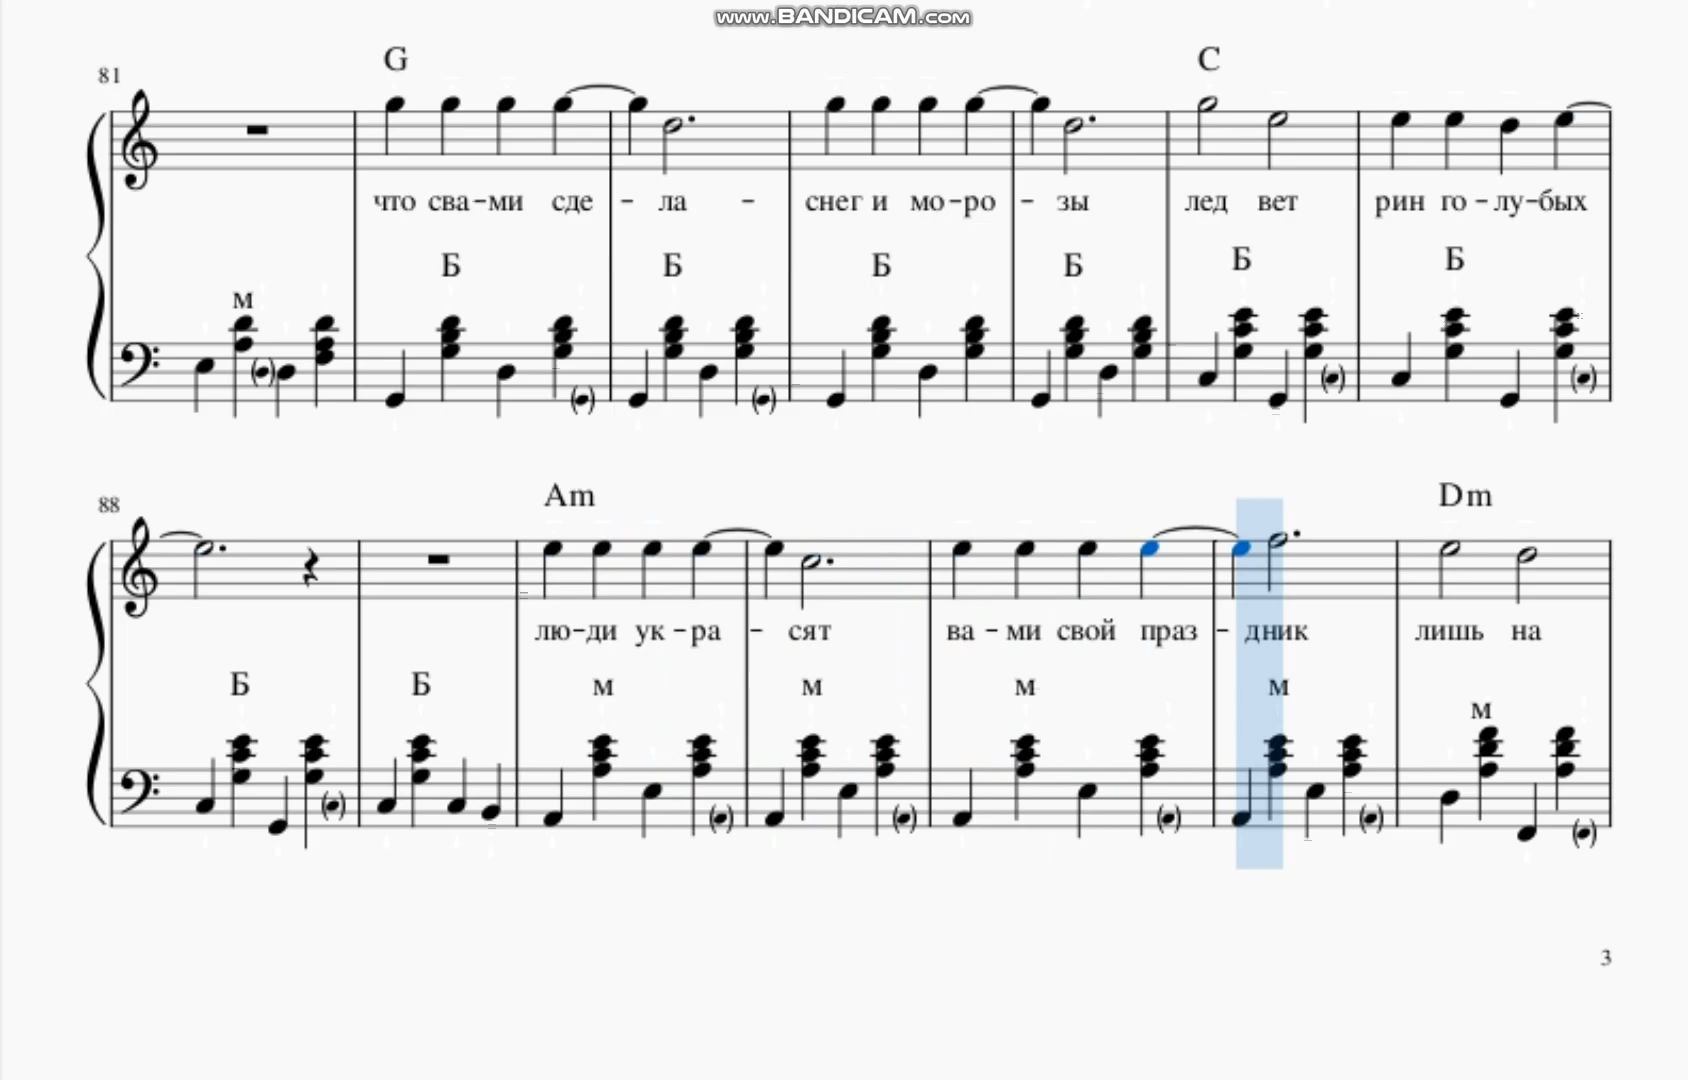 www.BANDICAM.com
G C
81
что сва-ми сде - ла - снег и мо-ро - зы лед вет рин го-лу-бых
Б Б Б Б Б Б
м
Am Dm
88
лю-ди ук-ра - сят ва-ми свой праз - дник лишь на
Б Б м м м м м
3